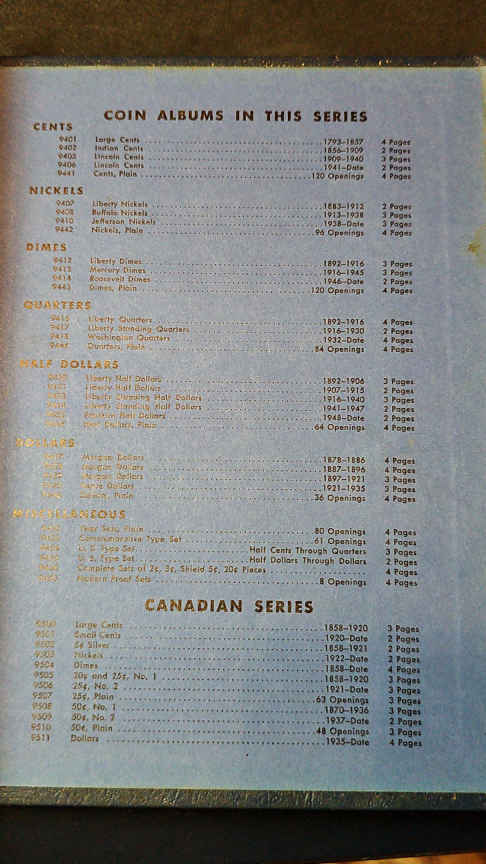 COIN ALBUMS IN THIS SERIES
CENTS
9401 Large Cents 1793–1857 4 Pages
9402 Indian Cents 1856–1909 2 Pages
9405 Lincoln Cents 1909–1940 3 Pages
9406 Lincoln Cents 1941–Date 2 Pages
9441 Cents, Plain 120 Openings 4 Pages
NICKELS
9407 Liberty Nickels 1883–1912 2 Pages
9408 Buffalo Nickels 1913–1938 3 Pages
9410 Jefferson Nickels 1938–Date 3 Pages
9442 Nickels, Plain 96 Openings 4 Pages
DIMES
9412 Liberty Dimes 1892–1916 3 Pages
9413 Mercury Dimes 1916–1945 3 Pages
9414 Roosevelt Dimes 1946–Date 2 Pages
9443 Dimes, Plain 120 Openings 4 Pages
QUARTERS
9416 Liberty Quarters 1892–1916 4 Pages
9417 Liberty Standing Quarters 1916–1930 2 Pages
9418 Washington Quarters 1932–Date 4 Pages
Quarters, Plain 84 Openings 4 Pages
HALF DOLLARS
Liberty Half Dollars 1892–1906 3 Pages
Liberty Half Dollars 1907–1915 2 Pages
Liberty Standing Half Dollars 1916–1940 3 Pages
Liberty Standing Half Dollars 1941–1947 2 Pages
Franklin Half Dollars 1948–Date 2 Pages
Half Dollars, Plain 64 Openings 4 Pages
DOLLARS
Morgan Dollars 1878–1886 4 Pages
Morgan Dollars 1887–1896 4 Pages
Morgan Dollars 1897–1921 3 Pages
Peace Dollars 1921–1935 3 Pages
Dollars, Plain 36 Openings 4 Pages
MISCELLANEOUS
Year Sets, Plain 80 Openings 4 Pages
Commemorative Type Set 61 Openings 4 Pages
U. S. Type Set Half Cents Through Quarters 3 Pages
U. S. Type Set Half Dollars Through Dollars 2 Pages
Complete Sets of 2¢, 3¢, Shield 5¢, 20¢ Pieces 4 Pages
Modern Proof Sets 8 Openings 4 Pages
CANADIAN SERIES
9500 Large Cents 1858–1920 3 Pages
9501 Small Cents 1920–Date 2 Pages
5¢ Silver 1858–1921 2 Pages
9503 Nickels 1922–Date 2 Pages
9504 Dimes 1858–Date 4 Pages
9505 20¢ and 25¢, No. 1 1858–1920 3 Pages
9506 25¢, No. 2 1921–Date 3 Pages
9507 25¢, Plain 63 Openings 3 Pages
9508 50¢, No. 1 1870–1936 3 Pages
9509 50¢, No. 2 1937–Date 2 Pages
9510 50¢, Plain 48 Openings 3 Pages
9511 Dollars 1935–Date 4 Pages